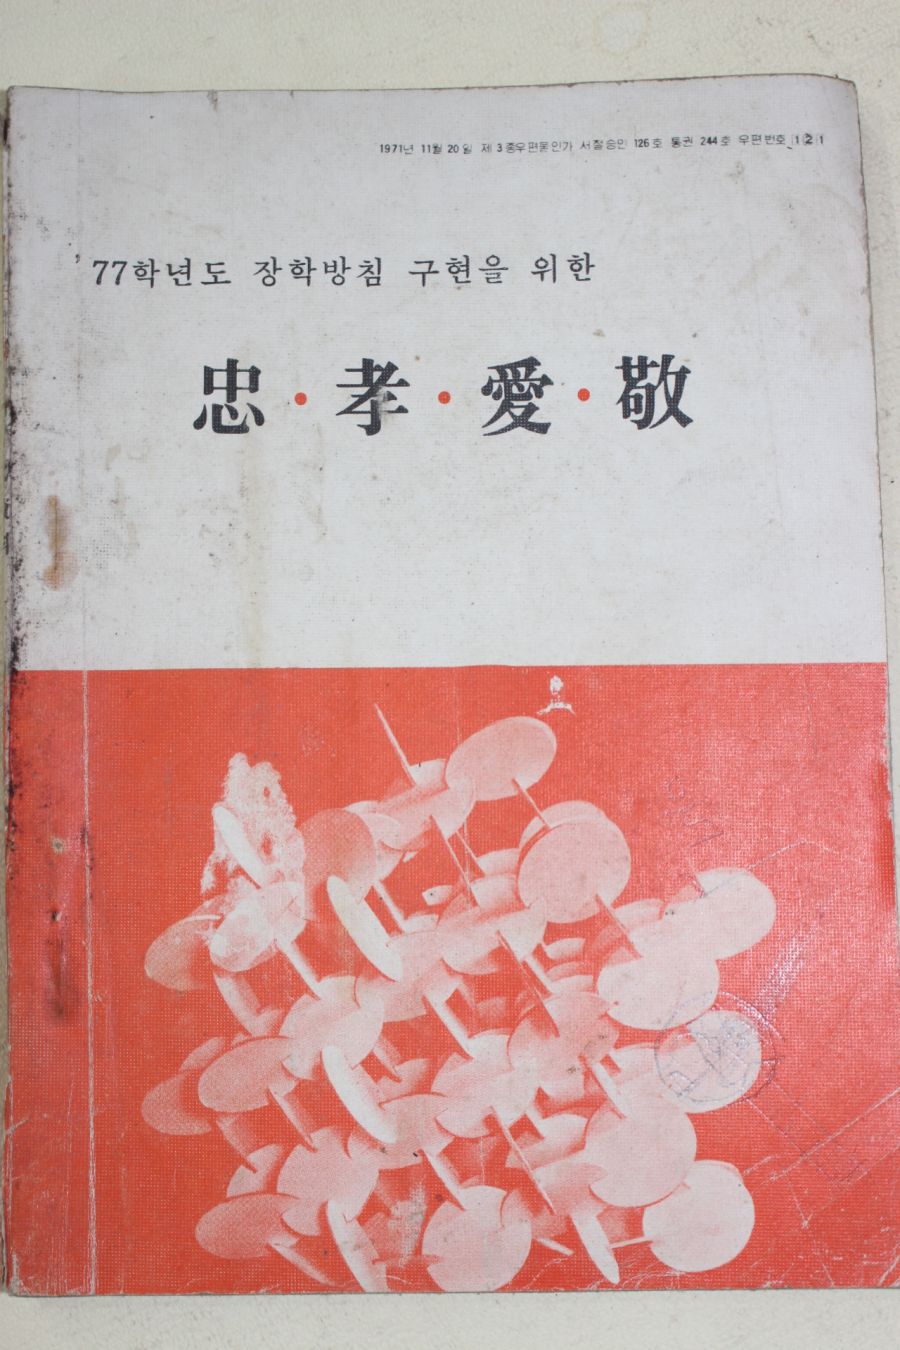 1971년 11월 20일 제3종우편물인가 서철승인 126호 통권 244호 우편번호 121
'77학년도 장학방침 구현을 위한
忠·孝·愛·敬